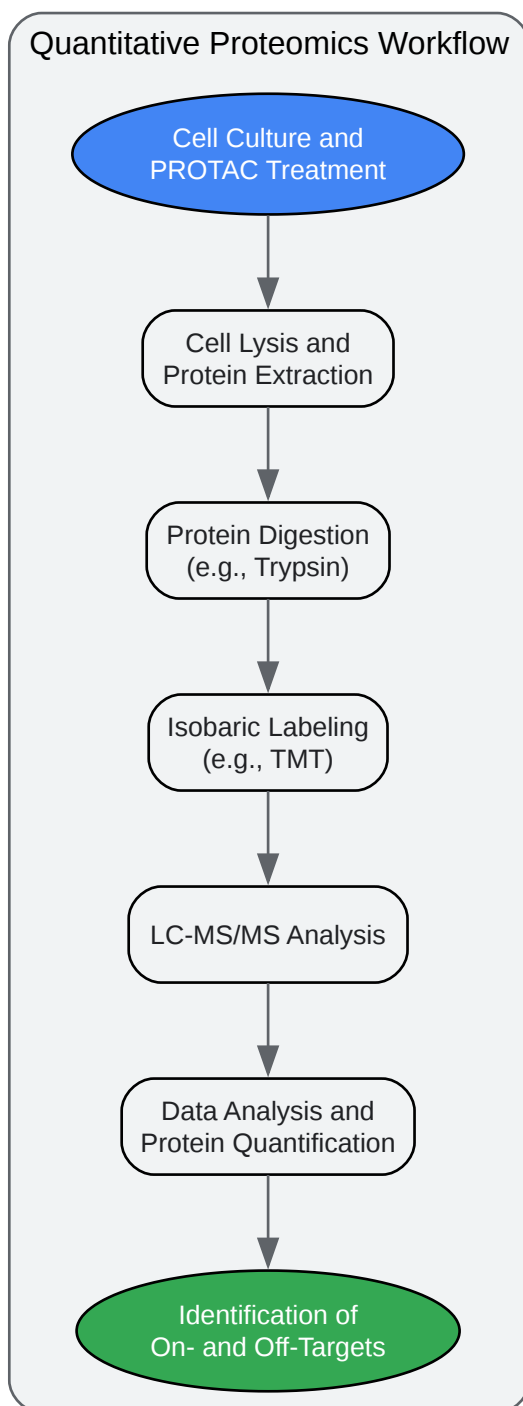 Quantitative Proteomics Workflow
Cell Culture and
PROTAC Treatment
Cell Lysis and
Protein Extraction
Protein Digestion
(e.g., Trypsin)
Isobaric Labeling
(e.g., TMT)
LC-MS/MS Analysis
Data Analysis and
Protein Quantification
Identification of
On- and Off-Targets